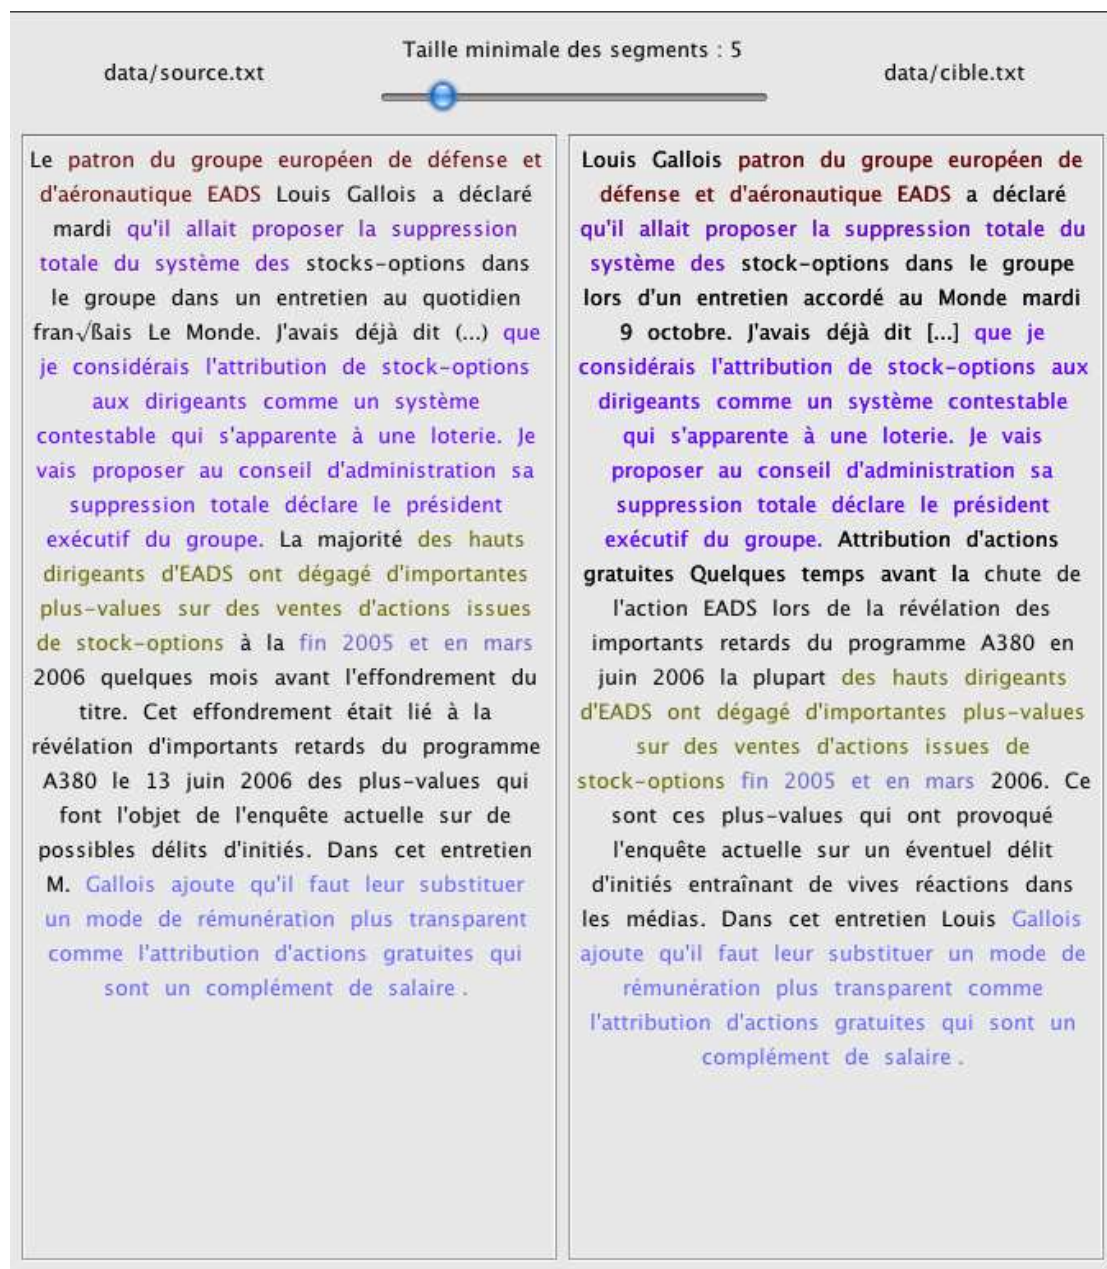 Taille minimale des segments : 5
data/source.txt
data/cible.txt
Le patron du groupe européen de défense et
d'aéronautique EADS Louis Gallois a déclaré
mardi qu'il allait proposer la suppression
totale du système des stocks-options dans
le groupe dans un entretien au quotidien
fran√ßais Le Monde. J'avais déjà dit (...) que
je considérais l'attribution de stock-options
aux dirigeants comme un système
contestable qui s'apparente à une loterie. Je
vais proposer au conseil d'administration sa
suppression totale déclare le président
exécutif du groupe. La majorité des hauts
dirigeants d'EADS ont dégagé d'importantes
plus-values sur des ventes d'actions issues
de stock-options à la fin 2005 et en mars
2006 quelques mois avant l'effondrement du
titre. Cet effondrement était lié à la
révélation d'importants retards du programme
A380 le 13 juin 2006 des plus-values qui
font l'objet de l'enquête actuelle sur de
possibles délits d'initiés. Dans cet entretien
M. Gallois ajoute qu'il faut leur substituer
un mode de rémunération plus transparent
comme l'attribution d'actions gratuites qui
sont un complément de salaire .
Louis Gallois patron du groupe européen de
défense et d'aéronautique EADS a déclaré
qu'il allait proposer la suppression totale du
système des stock-options dans le groupe
lors d'un entretien accordé au Monde mardi
9 octobre. J'avais déjà dit [...] que je
considérais l'attribution de stock-options aux
dirigeants comme un système contestable
qui s'apparente à une loterie. Je vais
proposer au conseil d'administration sa
suppression totale déclare le président
exécutif du groupe. Attribution d'actions
gratuites Quelques temps avant la chute de
l'action EADS lors de la révélation des
importants retards du programme A380 en
juin 2006 la plupart des hauts dirigeants
d'EADS ont dégagé d'importantes plus-values
sur des ventes d'actions issues de
stock-options fin 2005 et en mars 2006. Ce
sont ces plus-values qui ont provoqué
l'enquête actuelle sur un éventuel délit
d'initiés entraînant de vives réactions dans
les médias. Dans cet entretien Louis Gallois
ajoute qu'il faut leur substituer un mode de
rémunération plus transparent comme
l'attribution d'actions gratuites qui sont un
complément de salaire .